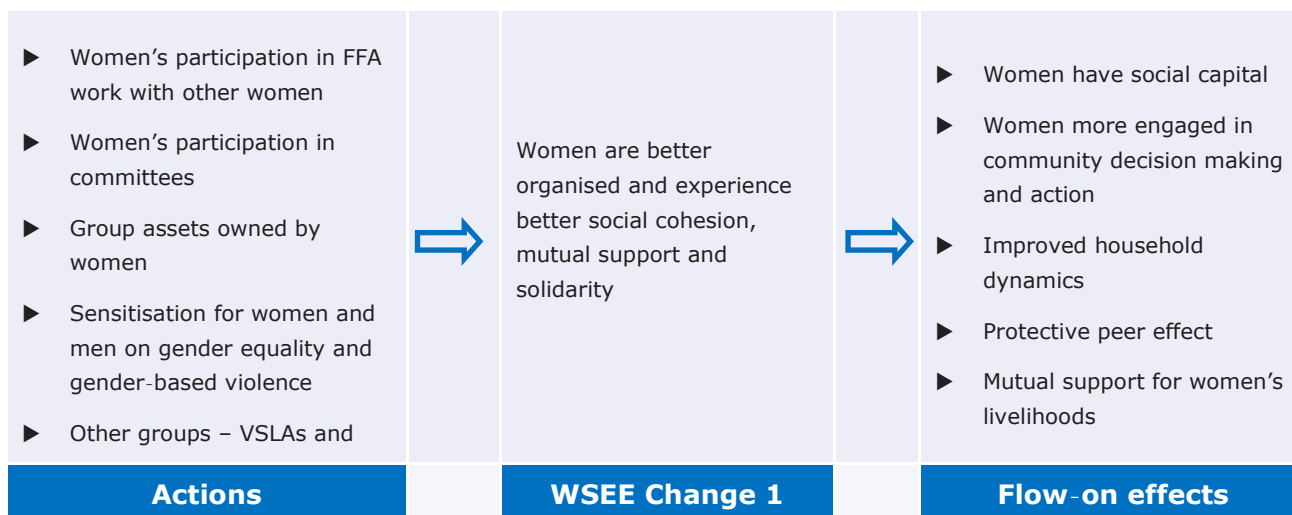 ▶ Women’s participation in FFA
work with other women
▶ Women’s participation in
committees
▶ Group assets owned by
women
▶ Sensitisation for women and
men on gender equality and
gender-based violence
▶ Other groups – VSLAs and
Actions
Women are better
organised and experience
better social cohesion,
mutual support and
solidarity
WSEE Change 1
▶ Women have social capital
▶ Women more engaged in
community decision making
and action
▶ Improved household
dynamics
▶ Protective peer effect
▶ Mutual support for women’s
livelihoods
Flow-on effects